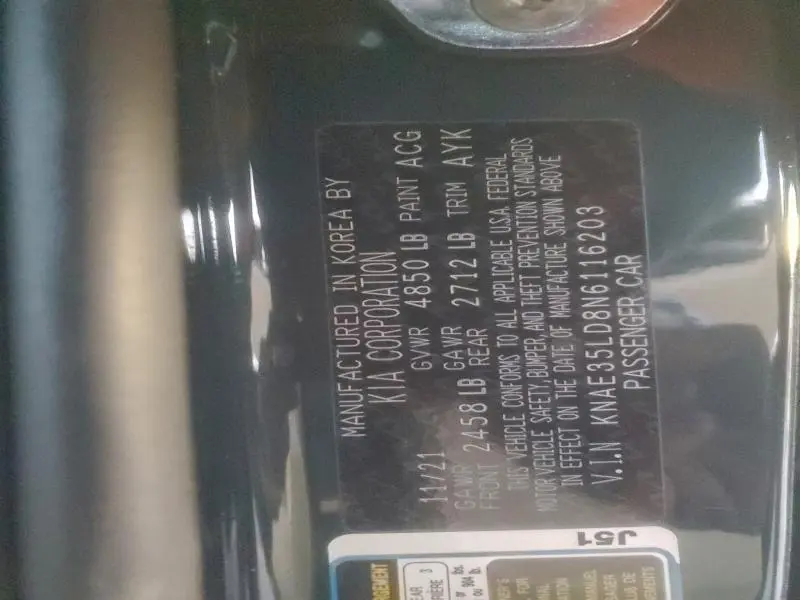 MANUFACTURED IN KOREA BY
KIA CORPORATION
11/21 GVWR 4850 LB PAINT ACG
GAWR GAWR
FRONT 2458 LB REAR 2712 LB TRIM AYK
THIS VEHICLE CONFORMS TO ALL APPLICABLE U.S.A. FEDERAL
MOTOR VEHICLE SAFETY, BUMPER, AND THEFT PREVENTION STANDARDS
IN EFFECT ON THE DATE OF MANUFACTURE SHOWN ABOVE
V.I.N KNAE35LD8N6116203
PASSENGER CAR
J51